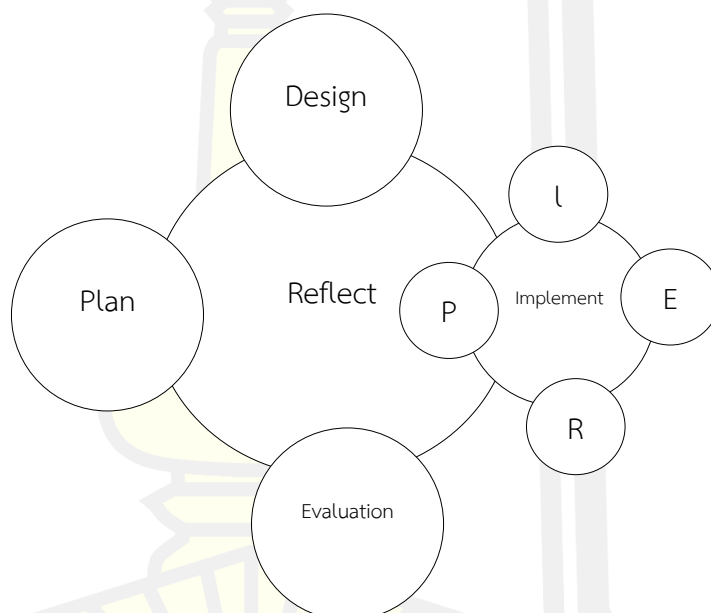 Design
l
Plan
Reflect
P
Implement
E
R
Evaluation